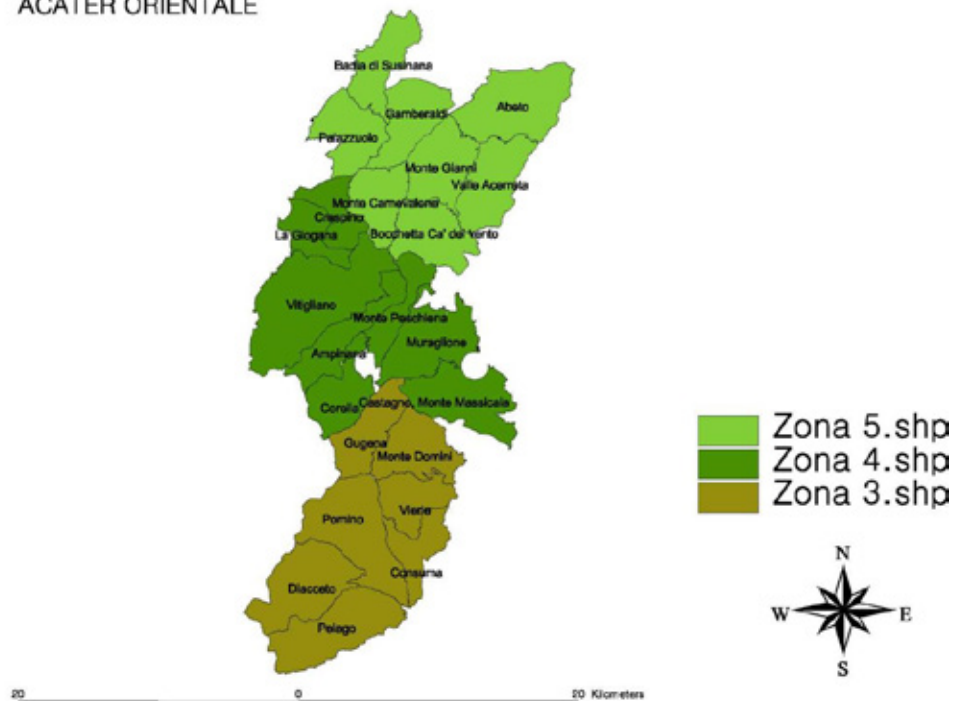 ACATER ORIENTALE
Badia di Susinana
Gamberaldi
Abeto
Palazzuolo
Monte Gianni
Valle Acerreta
Monte Carnevalone
Crespino
La Giogana
Bocchetta Ca' del Vento
Vitigliano
Monte Peschiena
Muraglione
Ampinana
Castagno
Monte Massicaia
Corella
Gugena
Monte Domini
Pomino
Vierle
Consuma
Diacceto
Pelago
Zona 5.shp
Zona 4.shp
Zona 3.shp
N
W
E
S
20
0
20 Kilometers